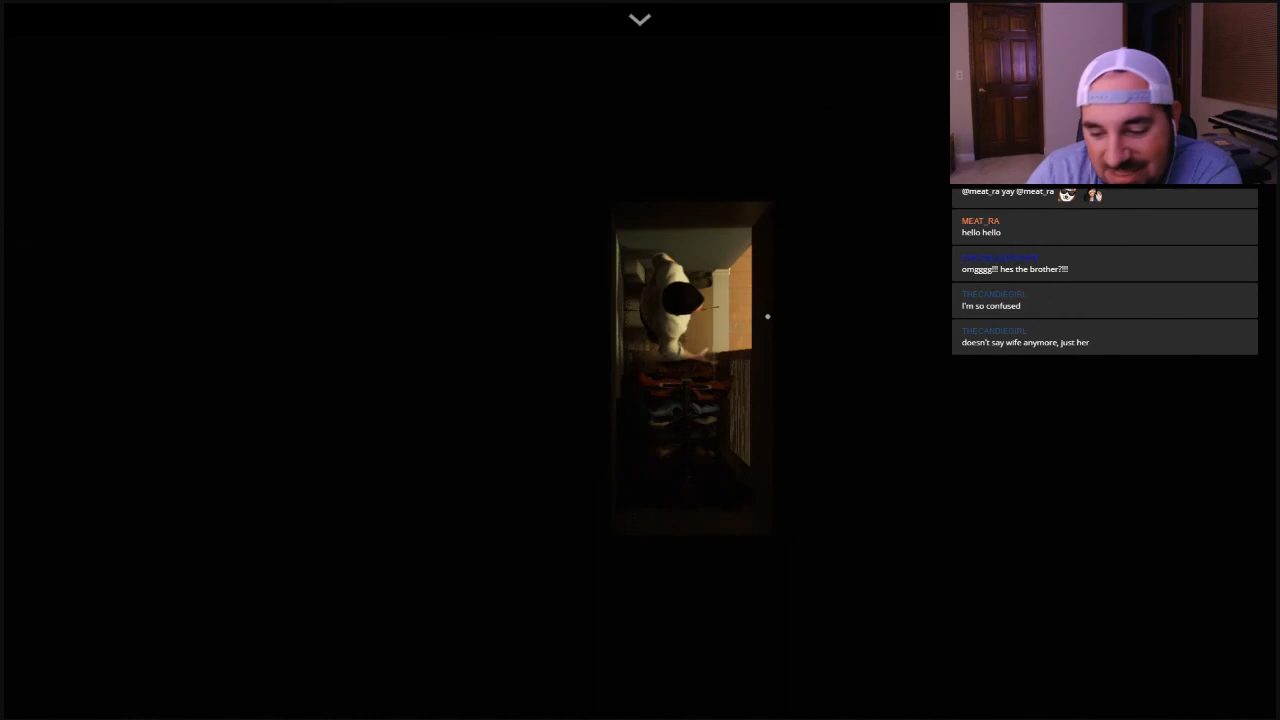 @meat_ra yay @meat_ra
MEAT_RA
hello hello
omgggg!!! hes the brother?!!!
THECANDIEGIRL
I'm so confused
THECANDIEGIRL
doesn't say wife anymore, just her